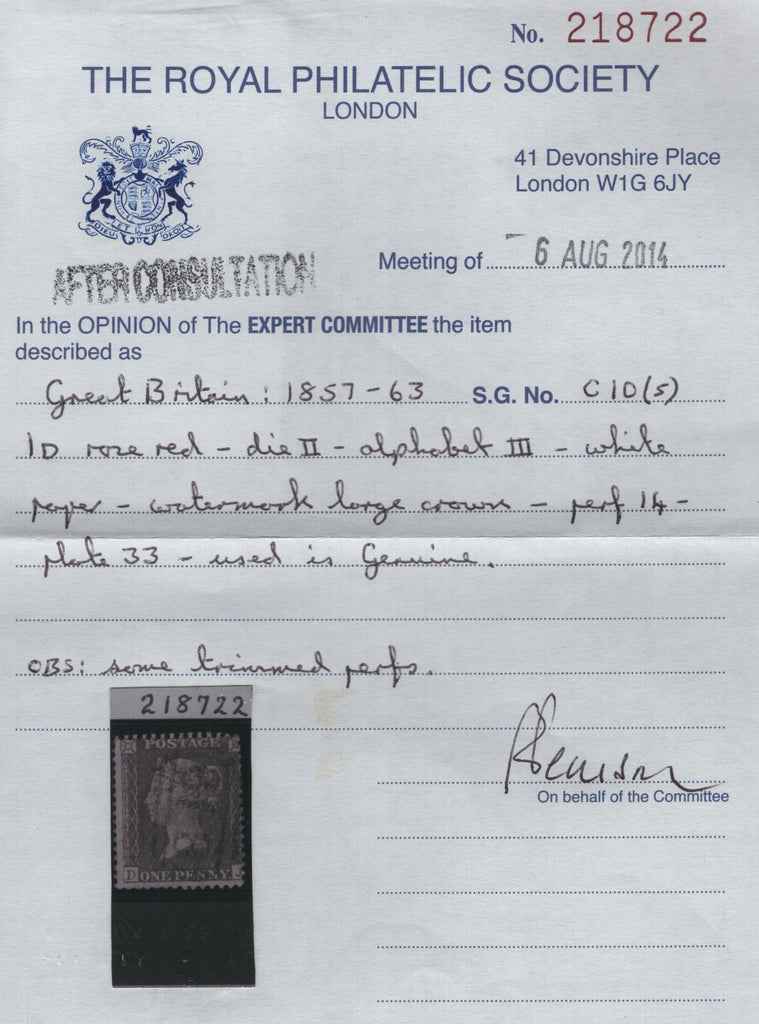 No. 218722
THE ROYAL PHILATELIC SOCIETY
LONDON
41 Devonshire Place
London W1G 6JY
Meeting of - 6 AUG 2014
AFTER CONSULTATION
In the OPINION of The EXPERT COMMITTEE the item
described as
Great Britain: 1857-63 S.G. No. C10(5)
1D rose red - die II - alphabet III - white
paper - watermark large crown - perf 14 -
plate 33 - used is Genuine.
OBS: some trimmed perfs.
218722
POSTAGE
D ONE PENNY. J
On behalf of the Committee